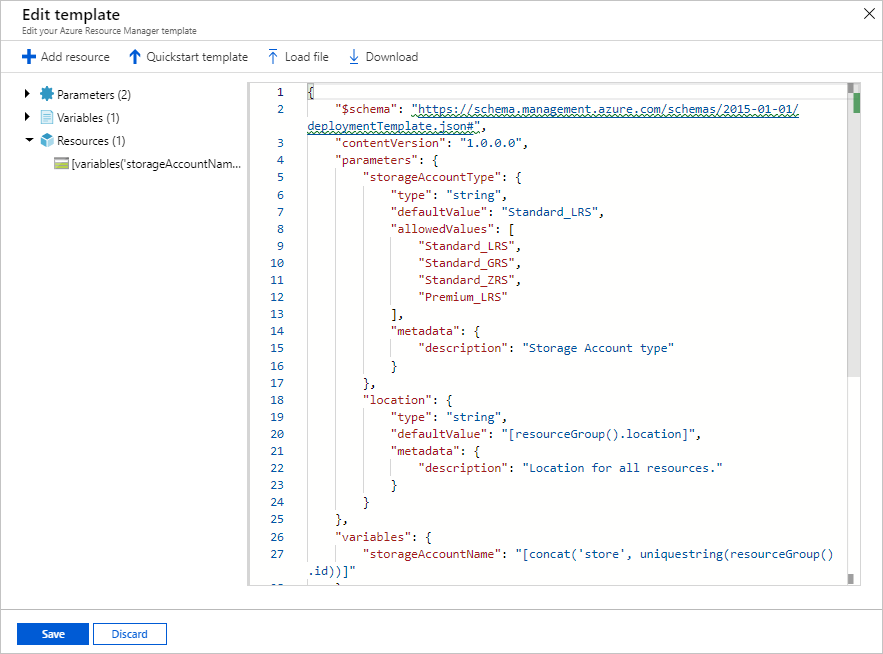 Edit template
Edit your Azure Resource Manager template
Add resource Quickstart template Load file Download
Parameters (2)
Variables (1)
Resources (1)
[variables('storageAccountNam...
1 {
2 "$schema": "https://schema.management.azure.com/schemas/2015-01-01/
deploymentTemplate.json#",
3 "contentVersion": "1.0.0.0",
4 "parameters": {
5 "storageAccountType": {
6 "type": "string",
7 "defaultValue": "Standard_LRS",
8 "allowedValues": [
9 "Standard_LRS",
10 "Standard_GRS",
11 "Standard_ZRS",
12 "Premium_LRS"
13 ],
14 "metadata": {
15 "description": "Storage Account type"
16 }
17 },
18 "location": {
19 "type": "string",
20 "defaultValue": "[resourceGroup().location]",
21 "metadata": {
22 "description": "Location for all resources."
23 }
24 }
25 },
26 "variables": {
27 "storageAccountName": "[concat('store', uniquestring(resourceGroup()
.id))]"
Save Discard